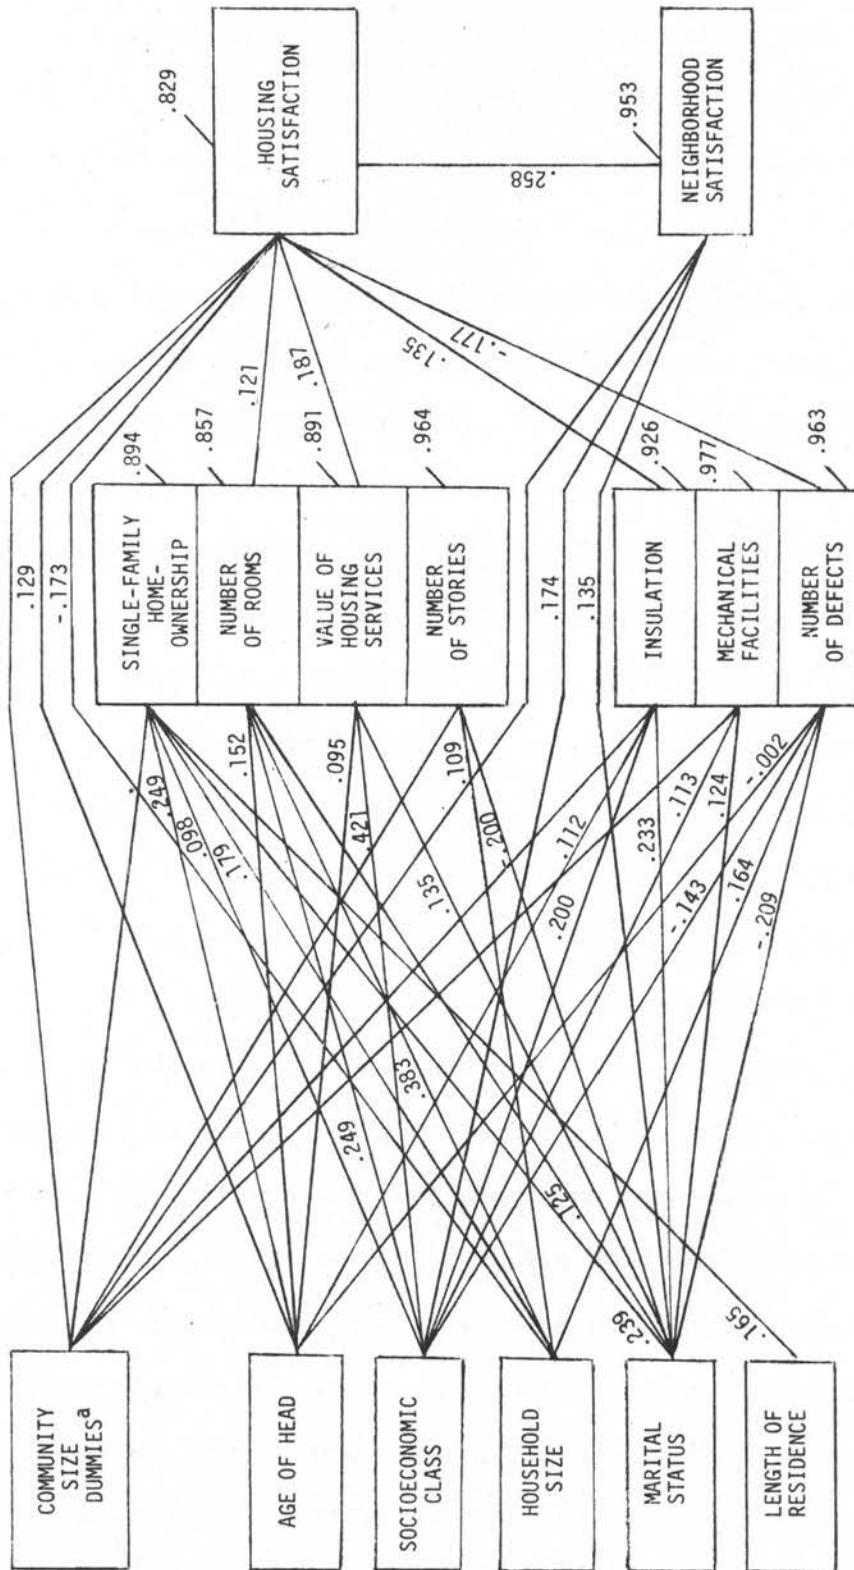 COMMUNITY
SIZE
DUMMIESᵃ
AGE OF HEAD
SOCIOECONOMIC
CLASS
HOUSEHOLD
SIZE
MARITAL
STATUS
LENGTH OF
RESIDENCE
.249
.383
.125
.239
.165
.129
-.173
.249
.098
.179
.152
.095
.421
.135
.109
-.200
.174
.135
.112
.200
.233
.113
.124
-.002
-.143
.164
-.209
SINGLE-FAMILY
HOME-
OWNERSHIP
NUMBER
OF ROOMS
VALUE OF
HOUSING
SERVICES
NUMBER
OF STORIES
INSULATION
MECHANICAL
FACILITIES
NUMBER
OF DEFECTS
.894
.857
.891
.964
.926
.977
.963
.121
.187
.135
-.177
.829
HOUSING
SATISFACTION
.258
.953
NEIGHBORHOOD
SATISFACTION